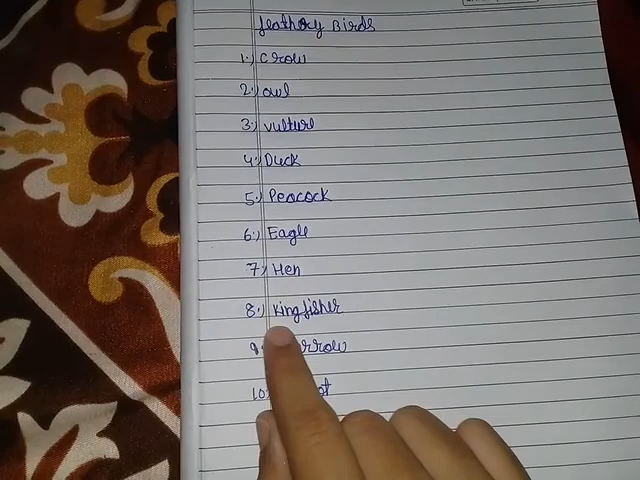 feathery Birds
1.) Crow
2.) owl
3.) vulture
4.) Duck
5.) Peacock
6.) Eagle
7.) Hen
8.) Kingfisher
9.
10.